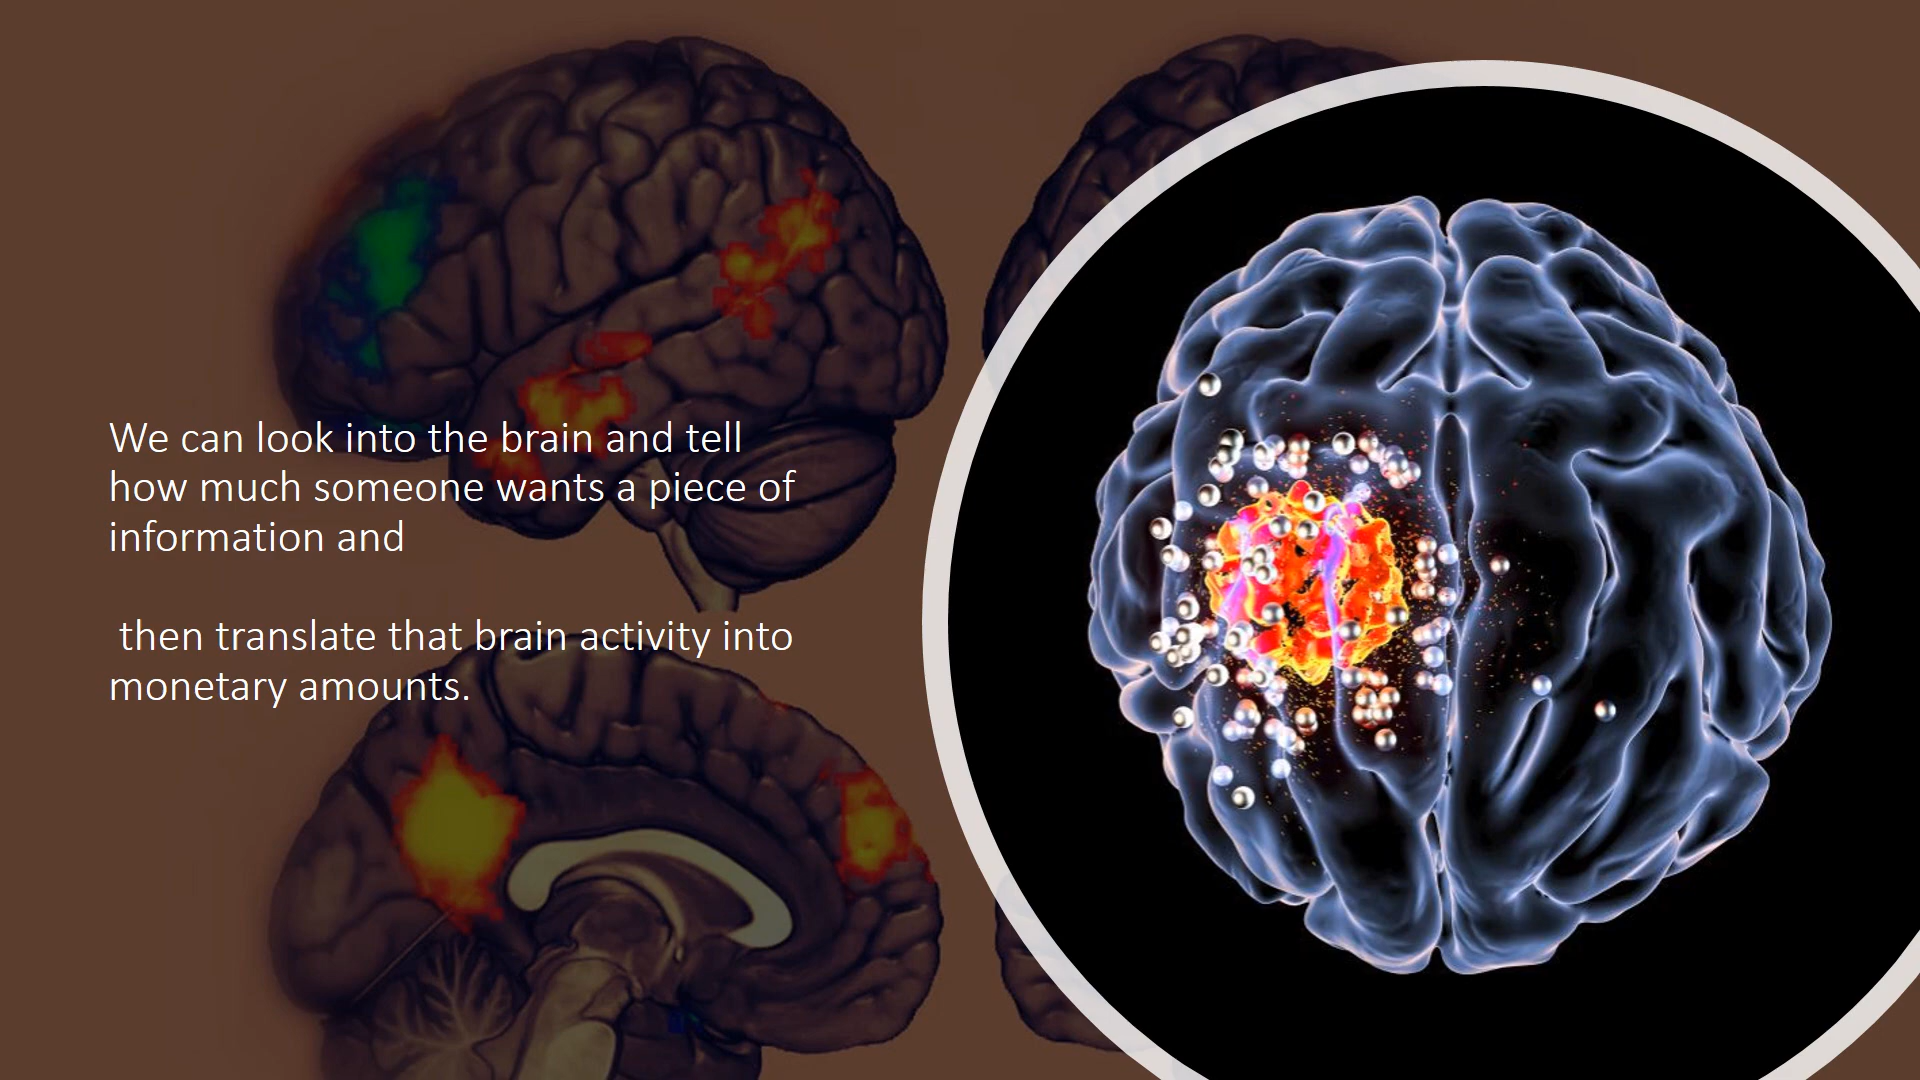 We can look into the brain and tell
how much someone wants a piece of
information and
then translate that brain activity into
monetary amounts.